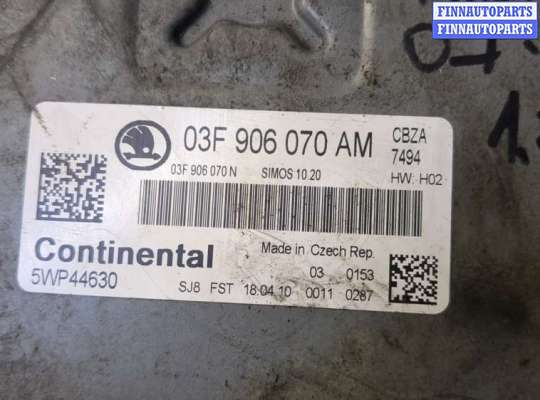 FINNAUTOPARTS
FINNAUTOPARTS
03F 906 070 AM
CBZA
7494
03F 906 070 N SIMOS 10.20
HW: H02
Continental
5WP44630
Made in Czech Rep.
03 0153
SJ8 FST 18.04.10 0011 0287